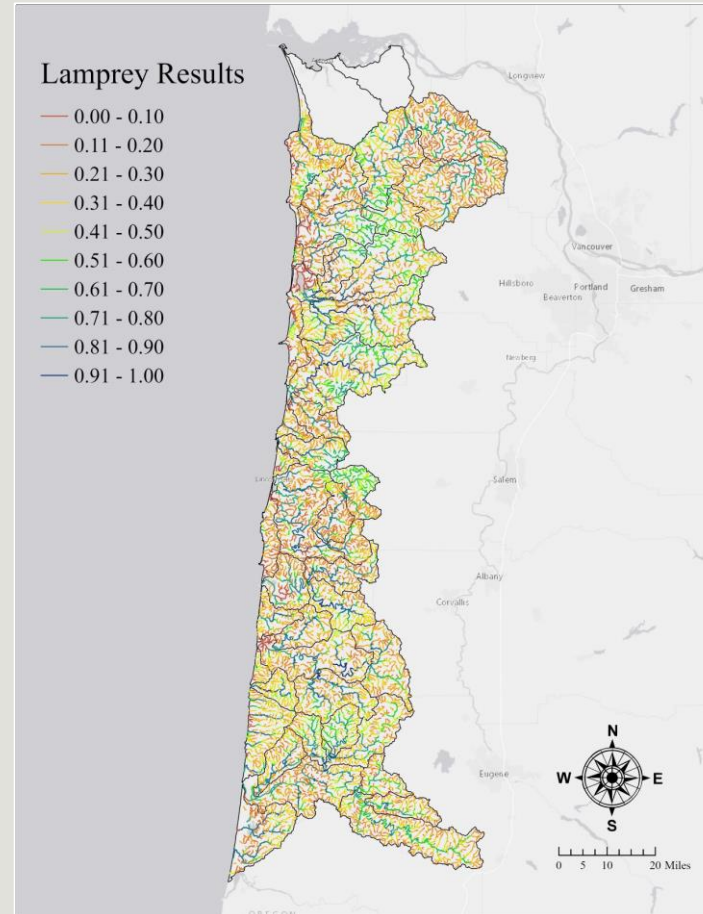 Lamprey Results
0.00 - 0.10
0.11 - 0.20
0.21 - 0.30
0.31 - 0.40
0.41 - 0.50
0.51 - 0.60
0.61 - 0.70
0.71 - 0.80
0.81 - 0.90
0.91 - 1.00
Longview
Vancouver
Hillsboro
Portland
Gresham
Beaverton
Newberg
Salem
Albany
Corvallis
Eugene
N
W
E
S
0 5 10 20 Miles
OREGON